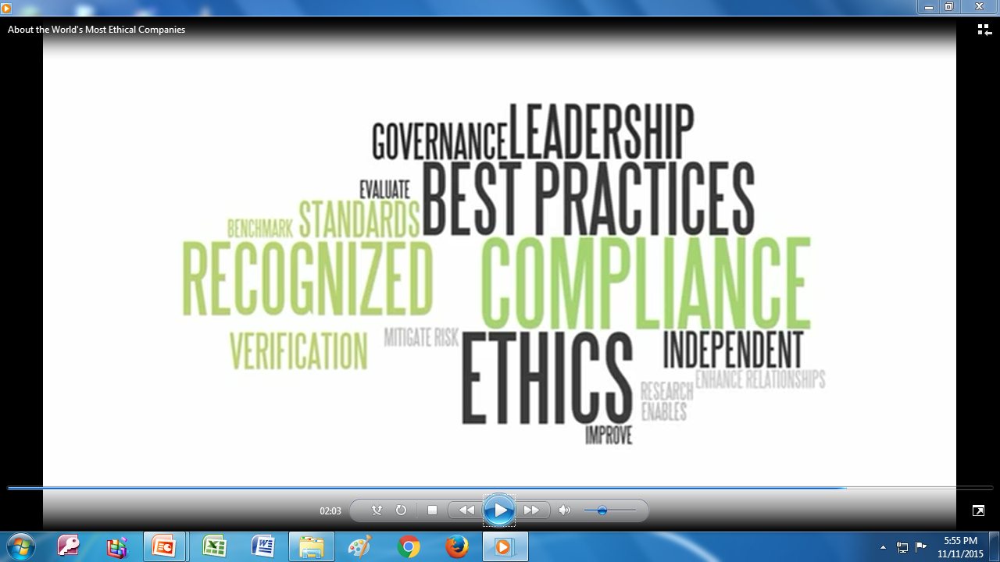 About the World's Most Ethical Companies
GOVERNANCE LEADERSHIP
EVALUATE BEST PRACTICES
BENCHMARK STANDARDS
RECOGNIZED COMPLIANCE
VERIFICATION MITIGATE RISK ETHICS INDEPENDENT
RESEARCH ENHANCE RELATIONSHIPS
ENABLES
IMPROVE
02:03
5:55 PM
11/11/2015